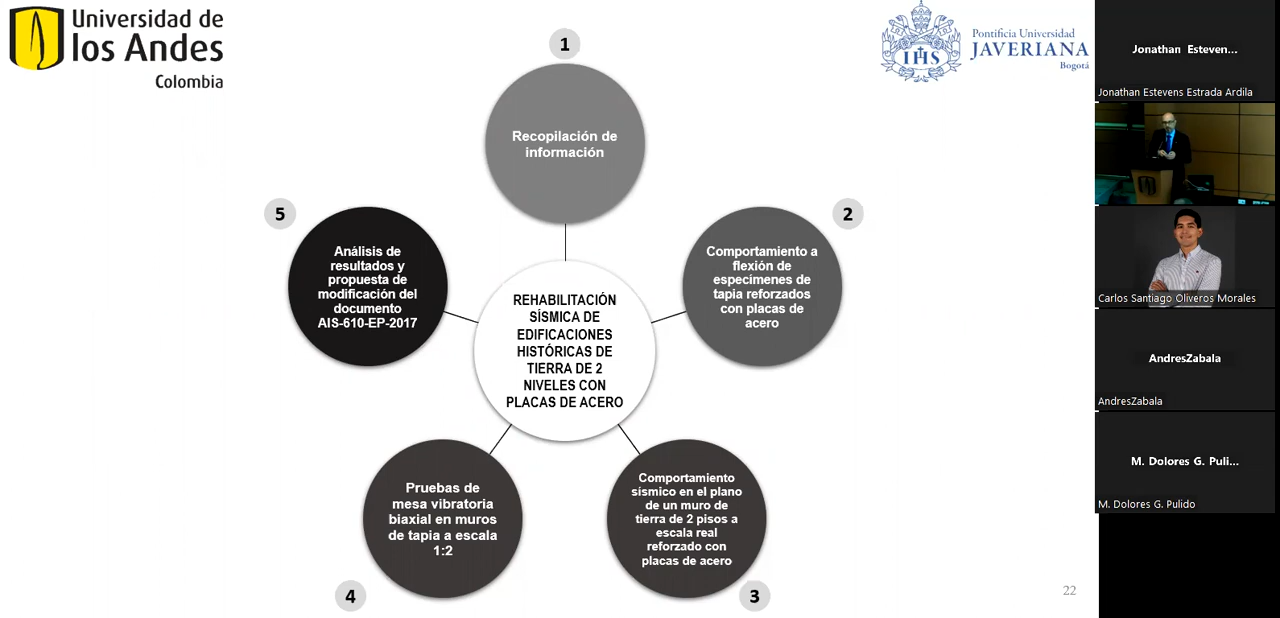 Universidad de
los Andes
Colombia
Pontificia Universidad
JAVERIANA
Bogotá
IHS
1
Recopilación de
información
2
Comportamiento a
flexión de
especímenes de
tapia reforzados
con placas de
acero
3
Comportamiento
sísmico en el plano
de un muro de
tierra de 2 pisos a
escala real
reforzado con
placas de acero
4
Pruebas de
mesa vibratoria
biaxial en muros
de tapia a escala
1:2
5
Análisis de
resultados y
propuesta de
modificación del
documento
AIS-610-EP-2017
REHABILITACIÓN
SÍSMICA DE
EDIFICACIONES
HISTÓRICAS DE
TIERRA DE 2
NIVELES CON
PLACAS DE ACERO
22
Jonathan Esteven...
Jonathan Estevens Estrada Ardila
Carlos Santiago Oliveros Morales
AndresZabala
AndresZabala
M. Dolores G. Puli...
M. Dolores G. Pulido